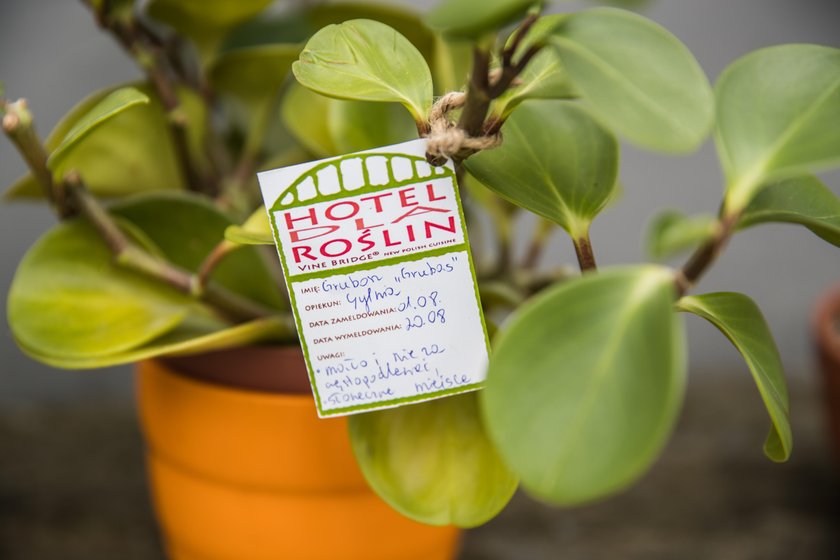 HOTEL
DLA
ROŚLIN
VINE BRIDGE® NEW POLISH CUISINE
IMIĘ: Grubon "Grubas"
OPIEKUN: Sylwia
DATA ZAMELDOWANIA: 01.08.
DATA WYMELDOWANIA: 20.08
UWAGI:
• mało i nie za
często podlewać,
• słoneczne miejsce